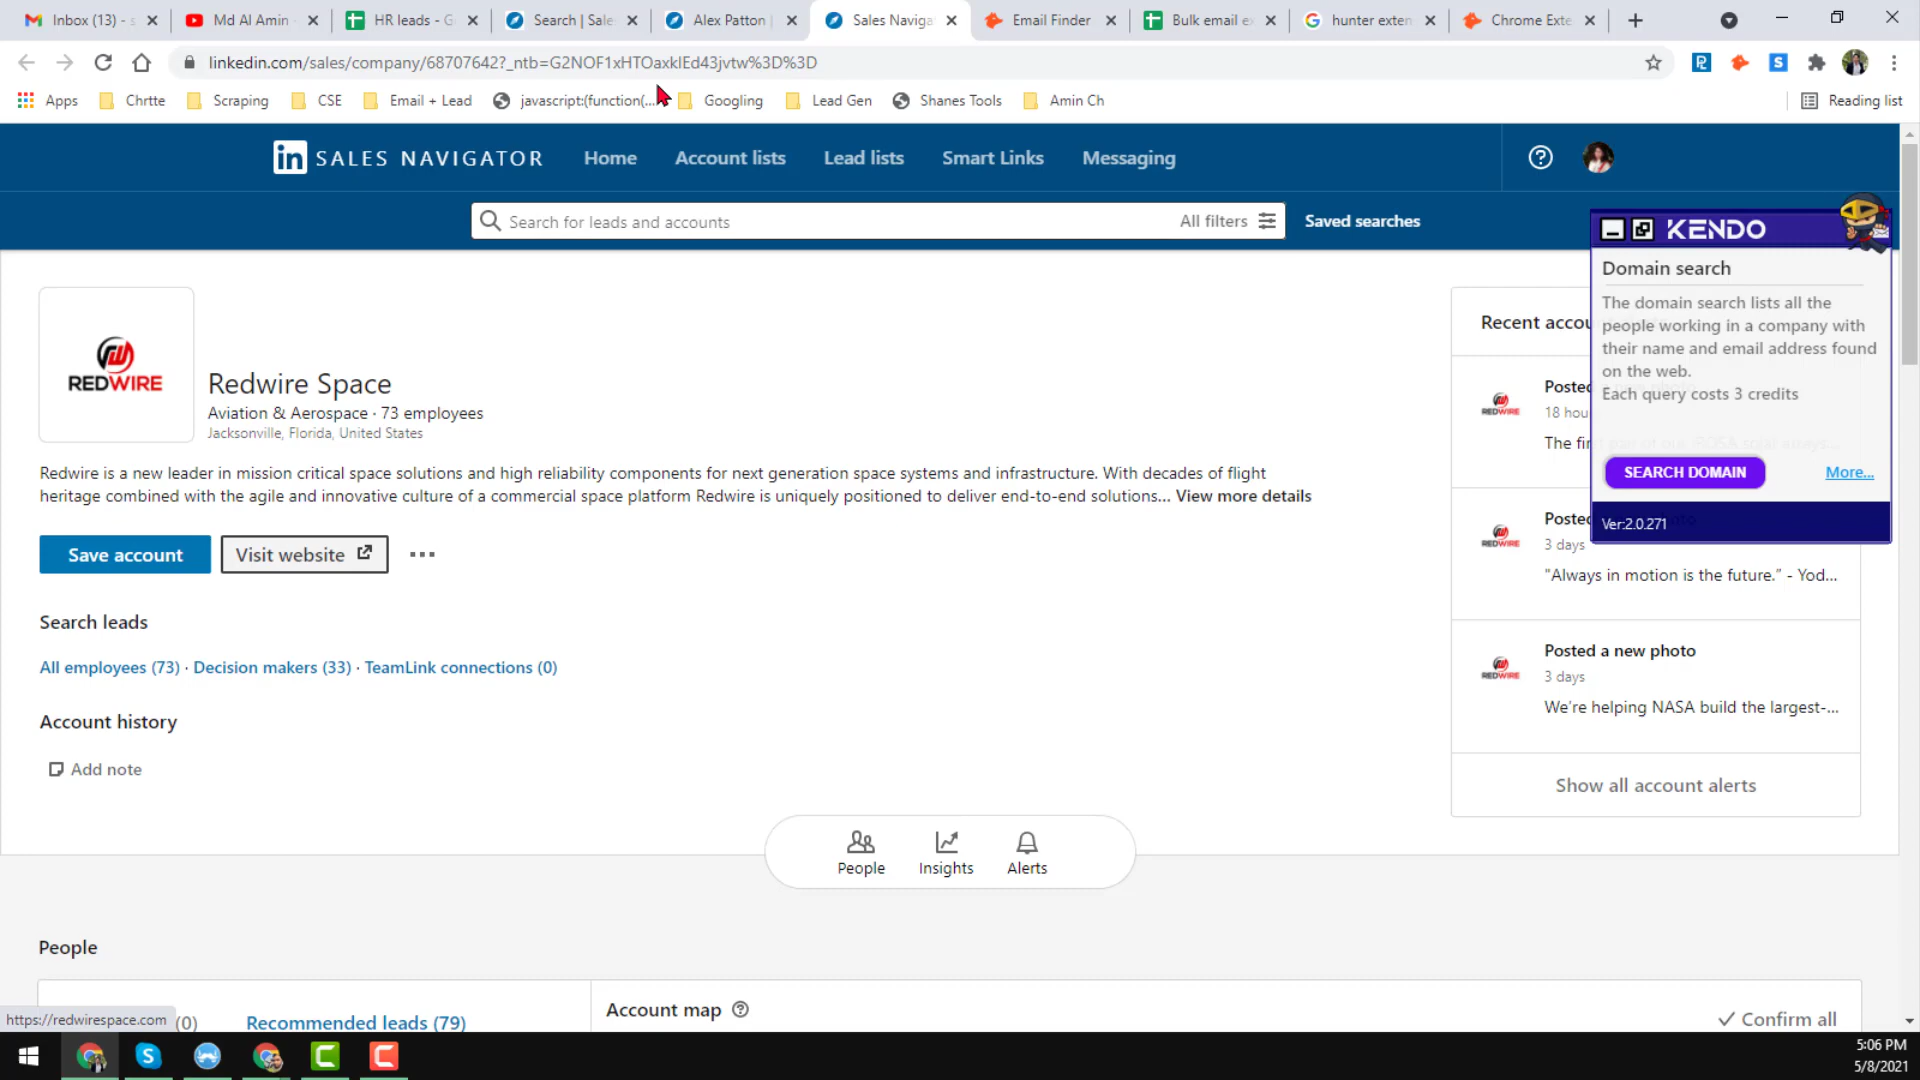 Inbox (13) - s
Md Al Amin -
HR leads - G
Search | Sale
Alex Patton |
Sales Naviga
Email Finder
Bulk email e
hunter exten
Chrome Exte
linkedin.com/sales/company/68707642?_ntb=G2NOF1xHTOaxklEd43jvtw%3D%3D
Apps
Chrtte
Scraping
CSE
Email + Lead
javascript:(function(...
Googling
Lead Gen
Shanes Tools
Amin Ch
Reading list
in SALES NAVIGATOR
Home
Account lists
Lead lists
Smart Links
Messaging
Search for leads and accounts
All filters
Saved searches
KENDO
Domain search
The domain search lists all the
people working in a company with
their name and email address found
on the web.
Each query costs 3 credits
SEARCH DOMAIN
More...
Ver:2.0.271
REDWIRE
Redwire Space
Aviation & Aerospace · 73 employees
Jacksonville, Florida, United States
Redwire is a new leader in mission critical space solutions and high reliability components for next generation space systems and infrastructure. With decades of flight
heritage combined with the agile and innovative culture of a commercial space platform Redwire is uniquely positioned to deliver end-to-end solutions... View more details
Save account
Visit website
Search leads
All employees (73) · Decision makers (33) · TeamLink connections (0)
Account history
Add note
Recent accou
REDWIRE
Poste
18 hou
The fir
REDWIRE
Poste
3 days
"Always in motion is the future." - Yod...
REDWIRE
Posted a new photo
3 days
We're helping NASA build the largest-...
Show all account alerts
People
Insights
Alerts
People
(0)
Recommended leads (79)
Account map
Confirm all
https://redwirespace.com
5:06 PM
5/8/2021